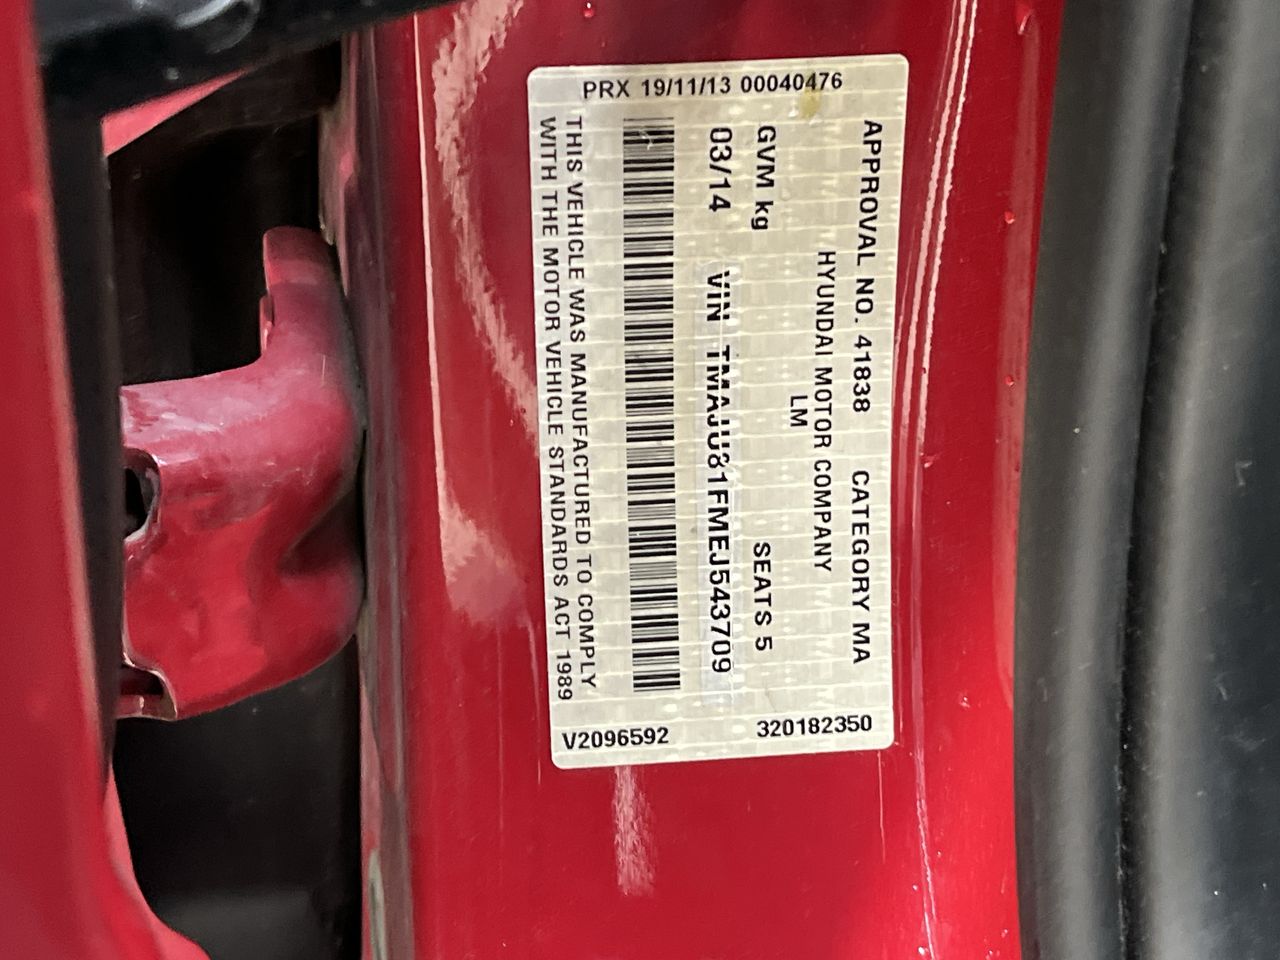 PRX 19/11/13 00040476
APPROVAL NO. 41838 CATEGORY MA
HYUNDAI MOTOR COMPANY
LM
GVM kg SEATS 5
03/14 VIN TMAJU81FMEJ543709
THIS VEHICLE WAS MANUFACTURED TO COMPLY
WITH THE MOTOR VEHICLE STANDARDS ACT 1989
V2096592 320182350